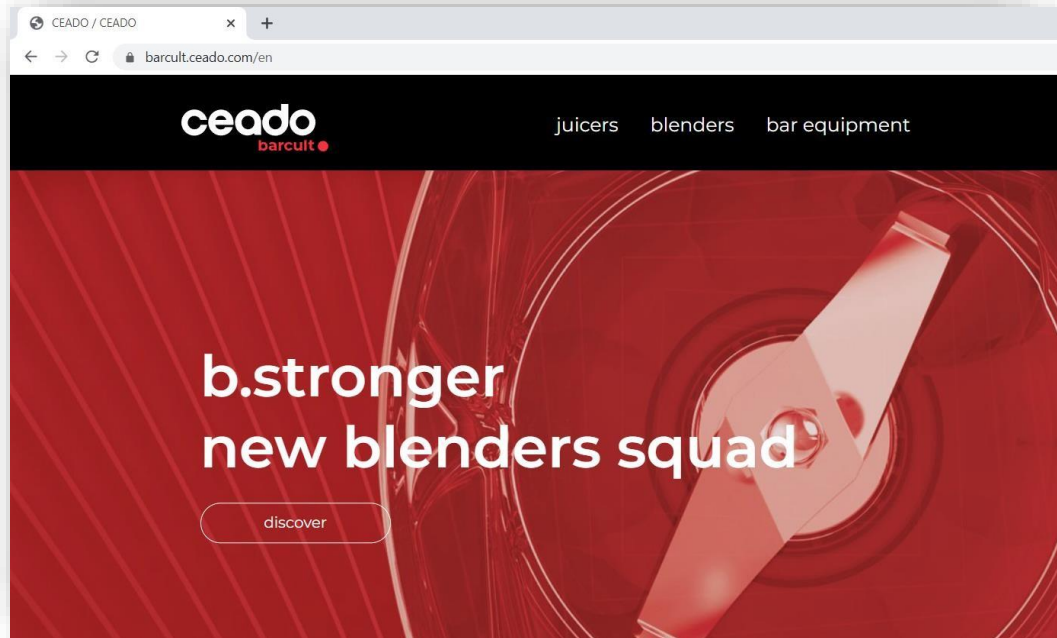 CEADO / CEADO
barcult.ceado.com/en
ceado
barcult
juicers blenders bar equipment
b.stronger
new blenders squad
discover